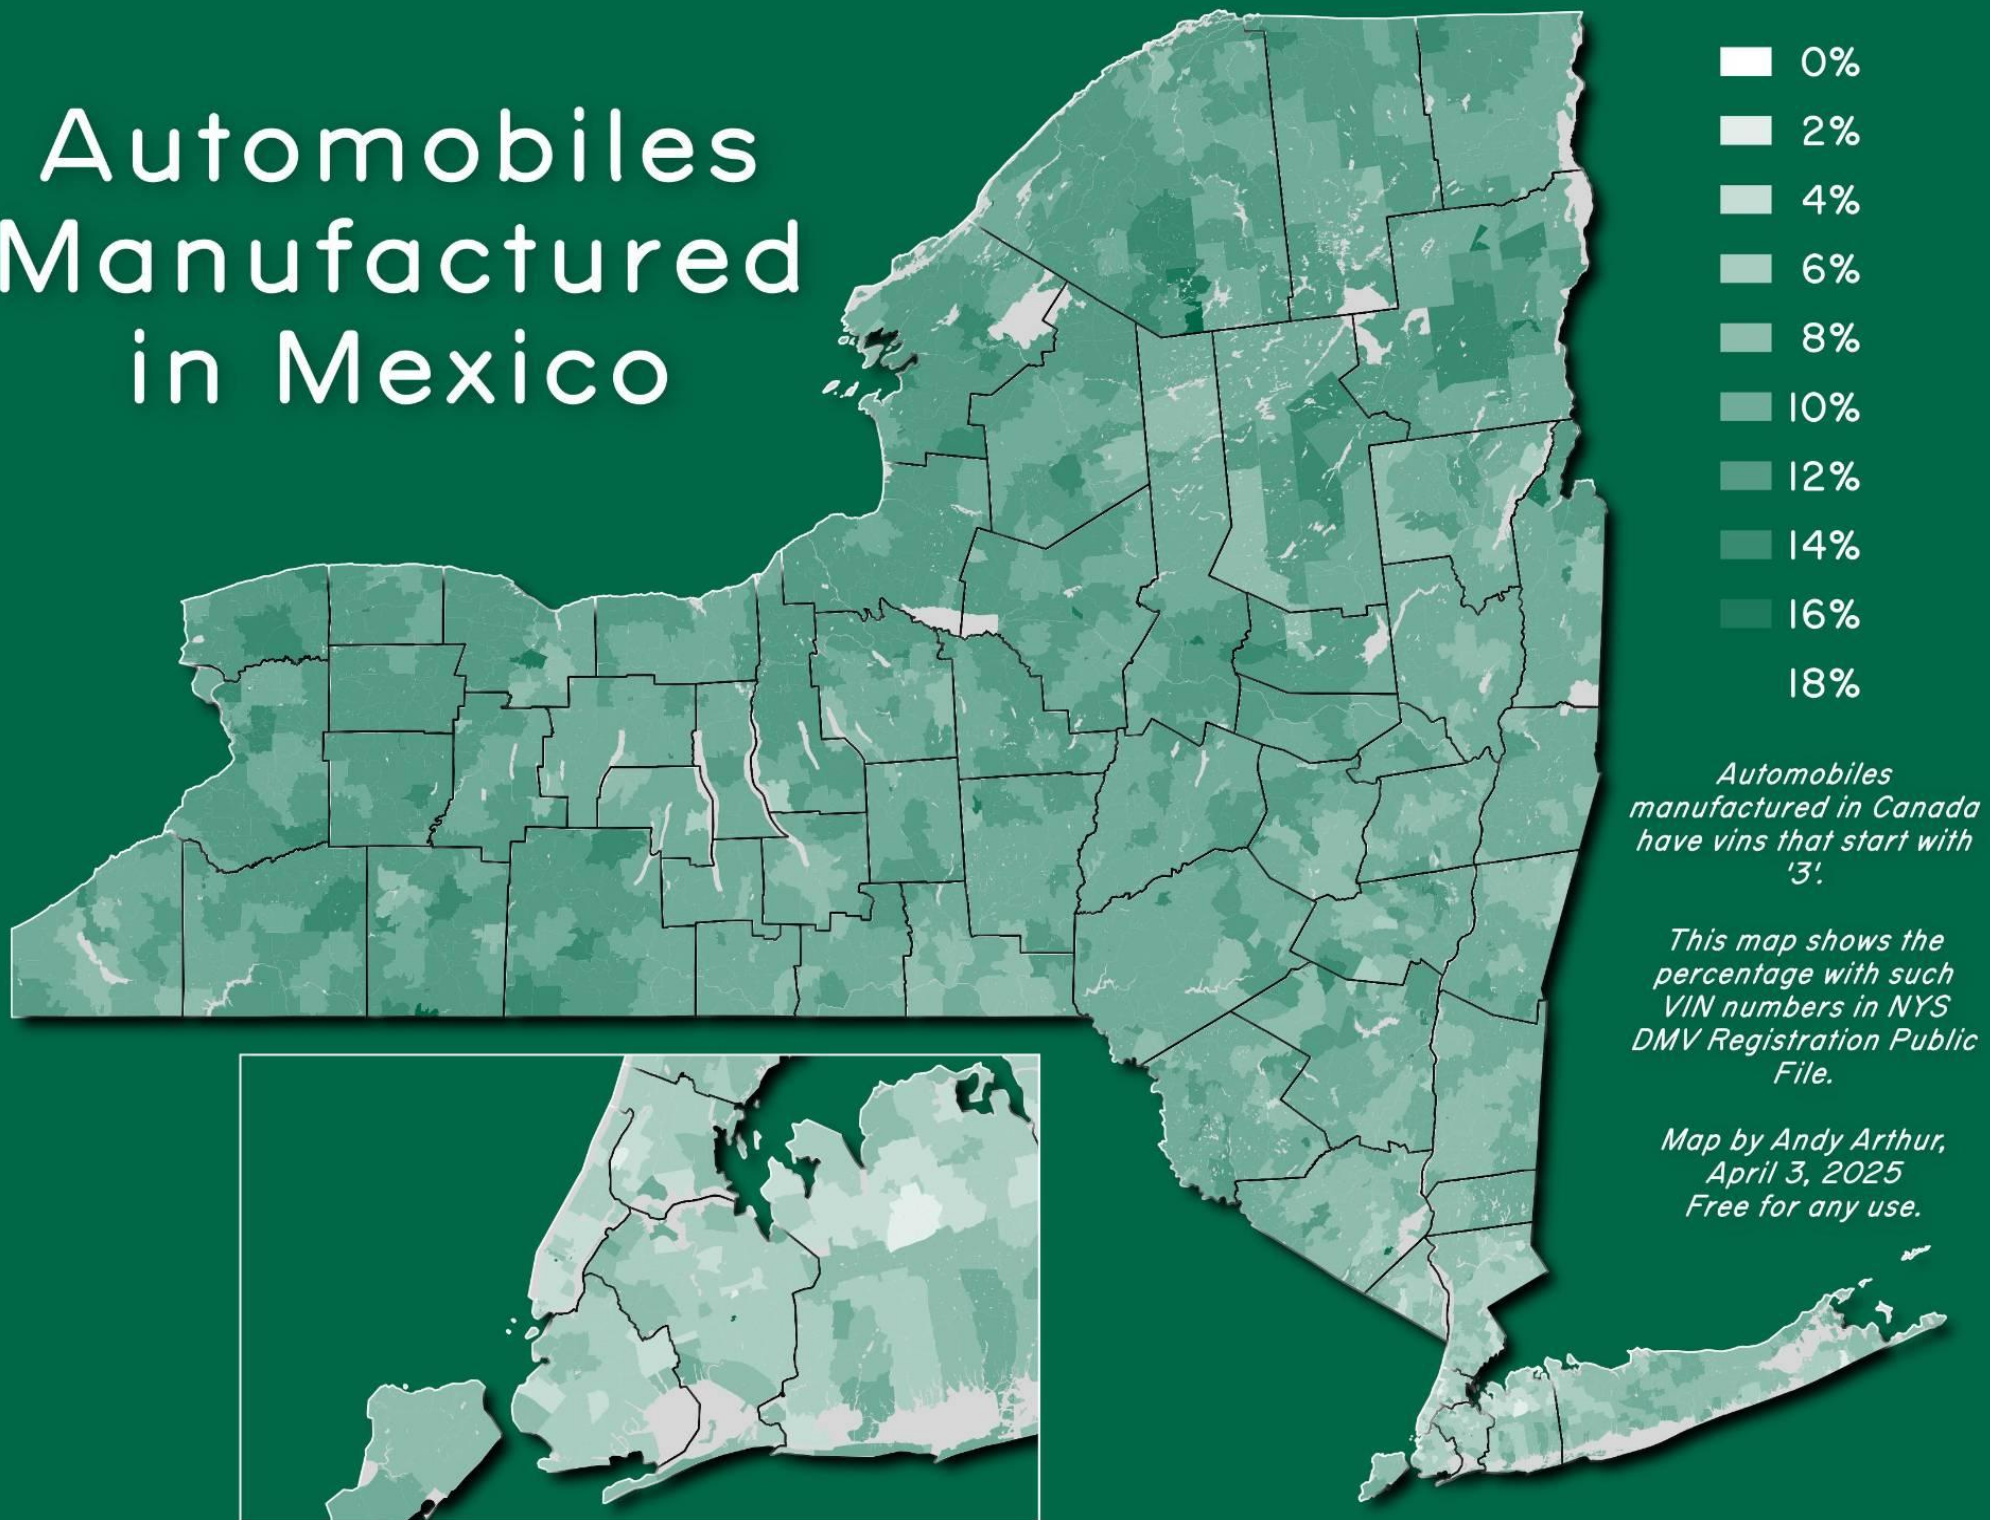 Automobiles
Manufactured
in Mexico
0%
2%
4%
6%
8%
10%
12%
14%
16%
18%
Automobiles
manufactured in Canada
have vins that start with
'3'.
This map shows the
percentage with such
VIN numbers in NYS
DMV Registration Public
File.
Map by Andy Arthur,
April 3, 2025
Free for any use.